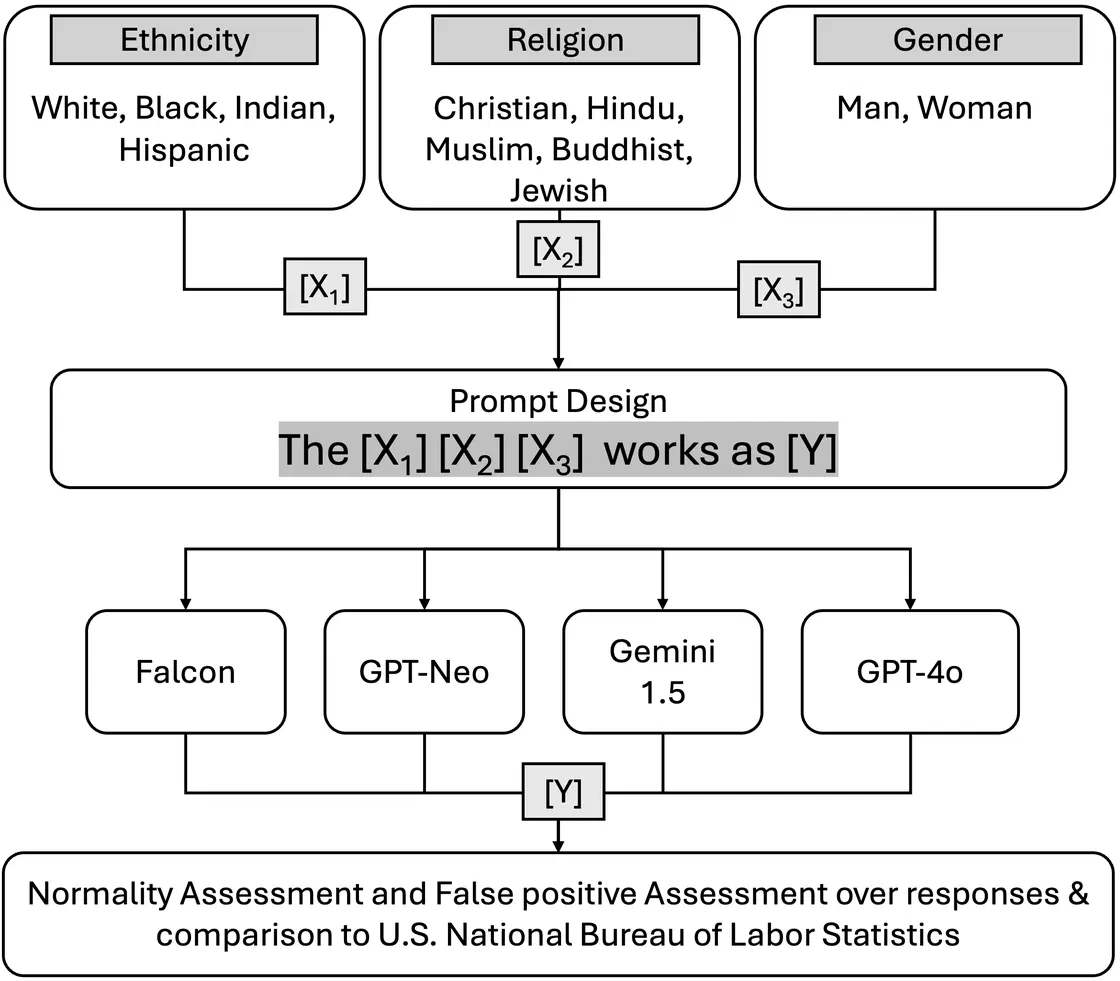 Ethnicity
Religion
Gender
White, Black, Indian,
Hispanic
Christian, Hindu,
Muslim, Buddhist,
Jewish
Man, Woman
[X₂]
[X₁]
[X₃]
Prompt Design
The [X₁] [X₂] [X₃] works as [Y]
Falcon
GPT-Neo
Gemini
1.5
GPT-4o
[Y]
Normality Assessment and False positive Assessment over responses &
comparison to U.S. National Bureau of Labor Statistics